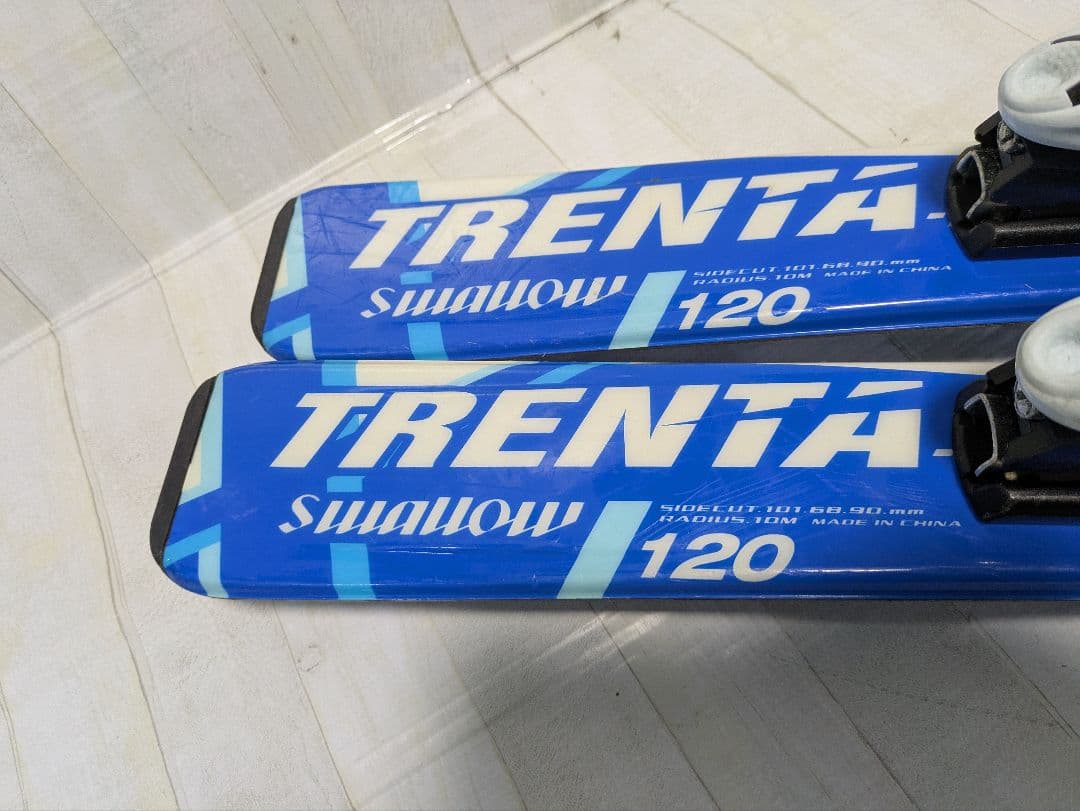 TRENTA-
Swallow
SIDECUT.101.68.90.mm
RADIUS.10M MADE IN CHINA
120
TRENTA-
Swallow
SIDECUT.101.68.90.mm
RADIUS.10M MADE IN CHINA
120